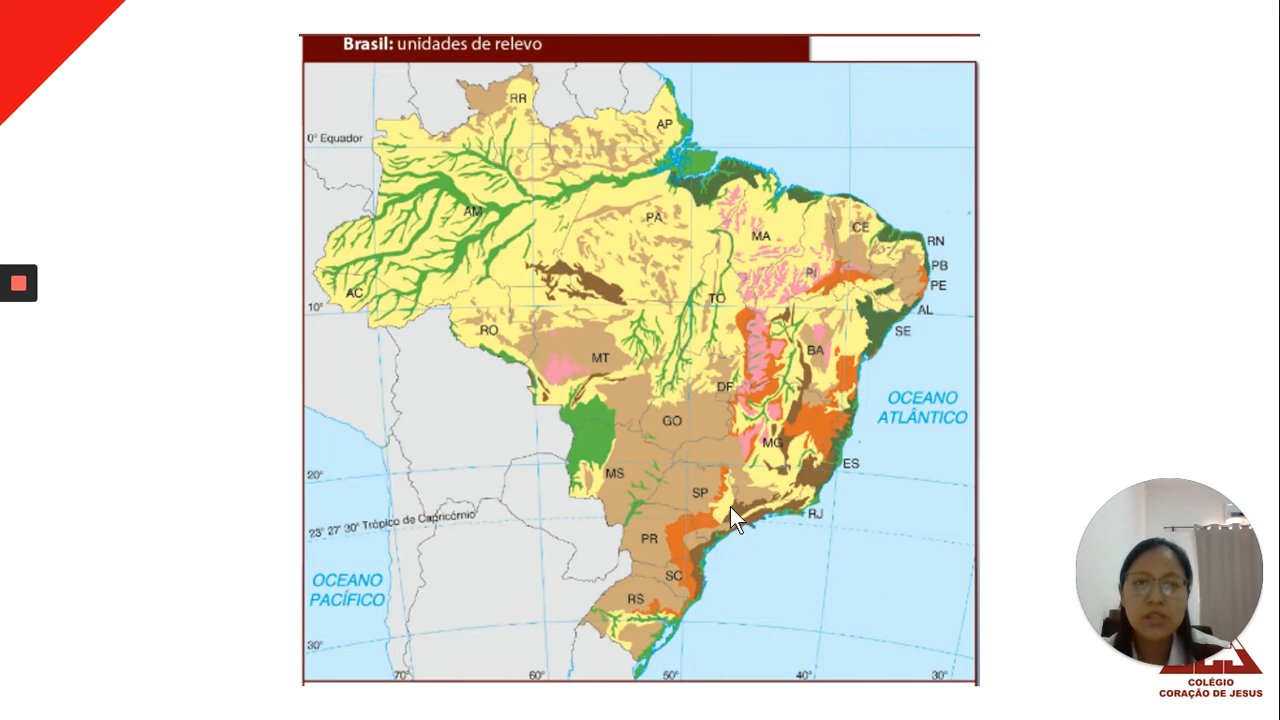 Brasil: unidades de relevo
RR
AP
0° Equador
AM
PA
MA
CE
RN
PB
PI
PE
AC
TO
AL
10°
SE
RO
BA
MT
DF
OCEANO
ATLÂNTICO
GO
MG
ES
20°
MS
SP
RJ
23° 27' 30" Trópico de Capricórnio
PR
OCEANO
PACÍFICO
SC
RS
30°
70°
60°
50°
40°
30°
COLÉGIO
CORAÇÃO DE JESUS